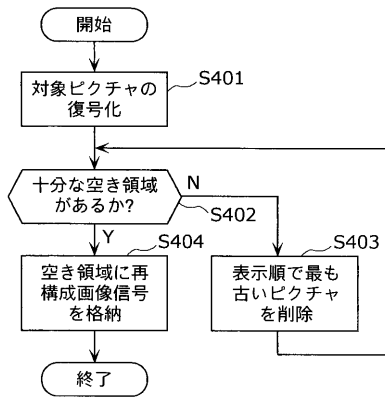 開始
対象ピクチャの
復号化
S401
十分な空き領域
があるか?
N
S402
Y
S404
S403
空き領域に再
構成画像信号
を格納
表示順で最も
古いピクチャ
を削除
終了